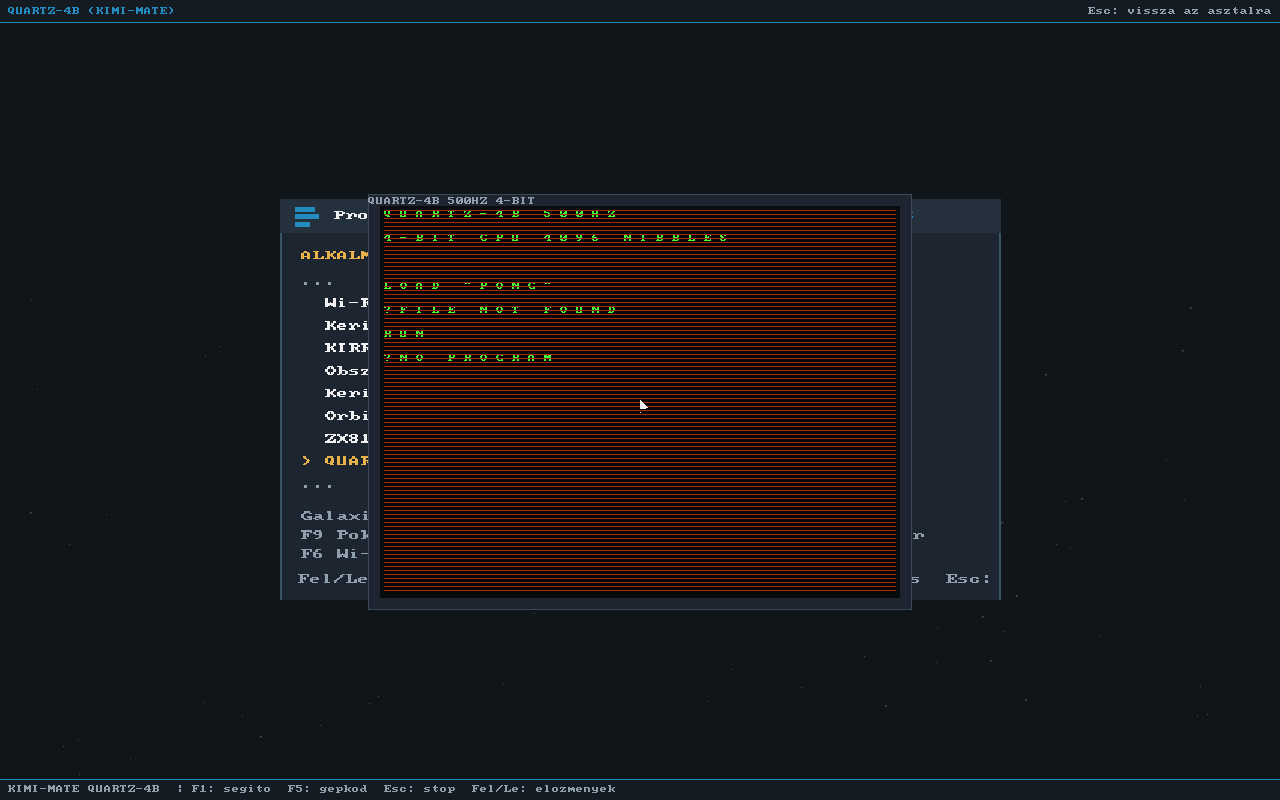 QUARTZ-4B (KIMI-MATE)
Esc: vissza az asztalra
QUARTZ-4B 500HZ 4-BIT
Pro
QUARTZ-4B 500HZ
4-BIT CPU 4096 NIBBLES
ALKALM
...
LOAD "PONG"
Wi-F
?FILE NOT FOUND
Keri
RUN
KIRR
?NO PROGRAM
Obsz
Keri
Orbi
ZX81
> QUAR
...
Galaxi
F9 Pok
r
F6 Wi-
Fel/Le
s Esc:
KIMI-MATE QUARTZ-4B | F1: segito F5: gepkod Esc: stop Fel/Le: elozmenyek